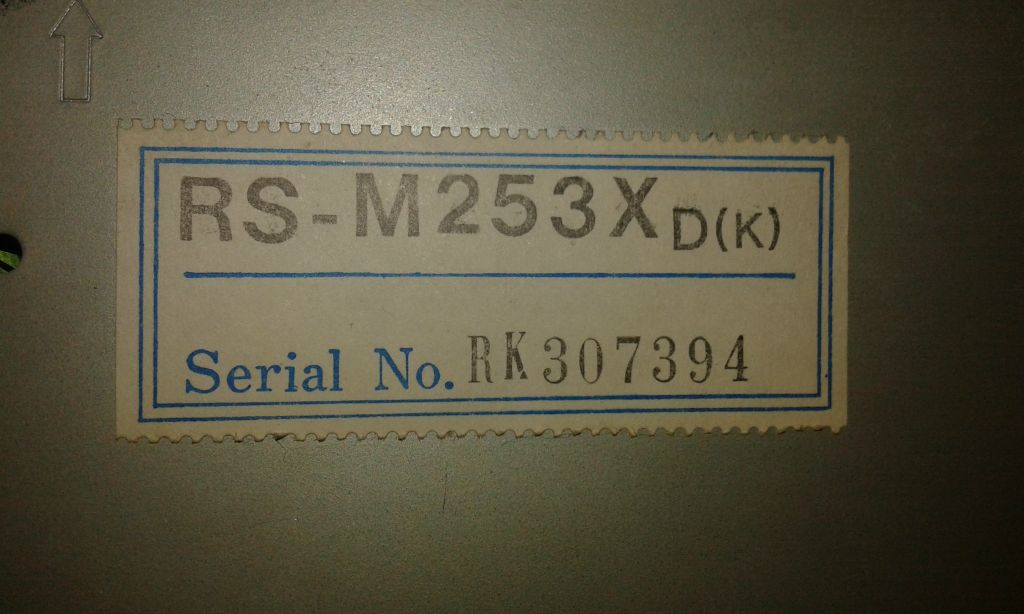 RS-M253X D(K)
Serial No. RK307394